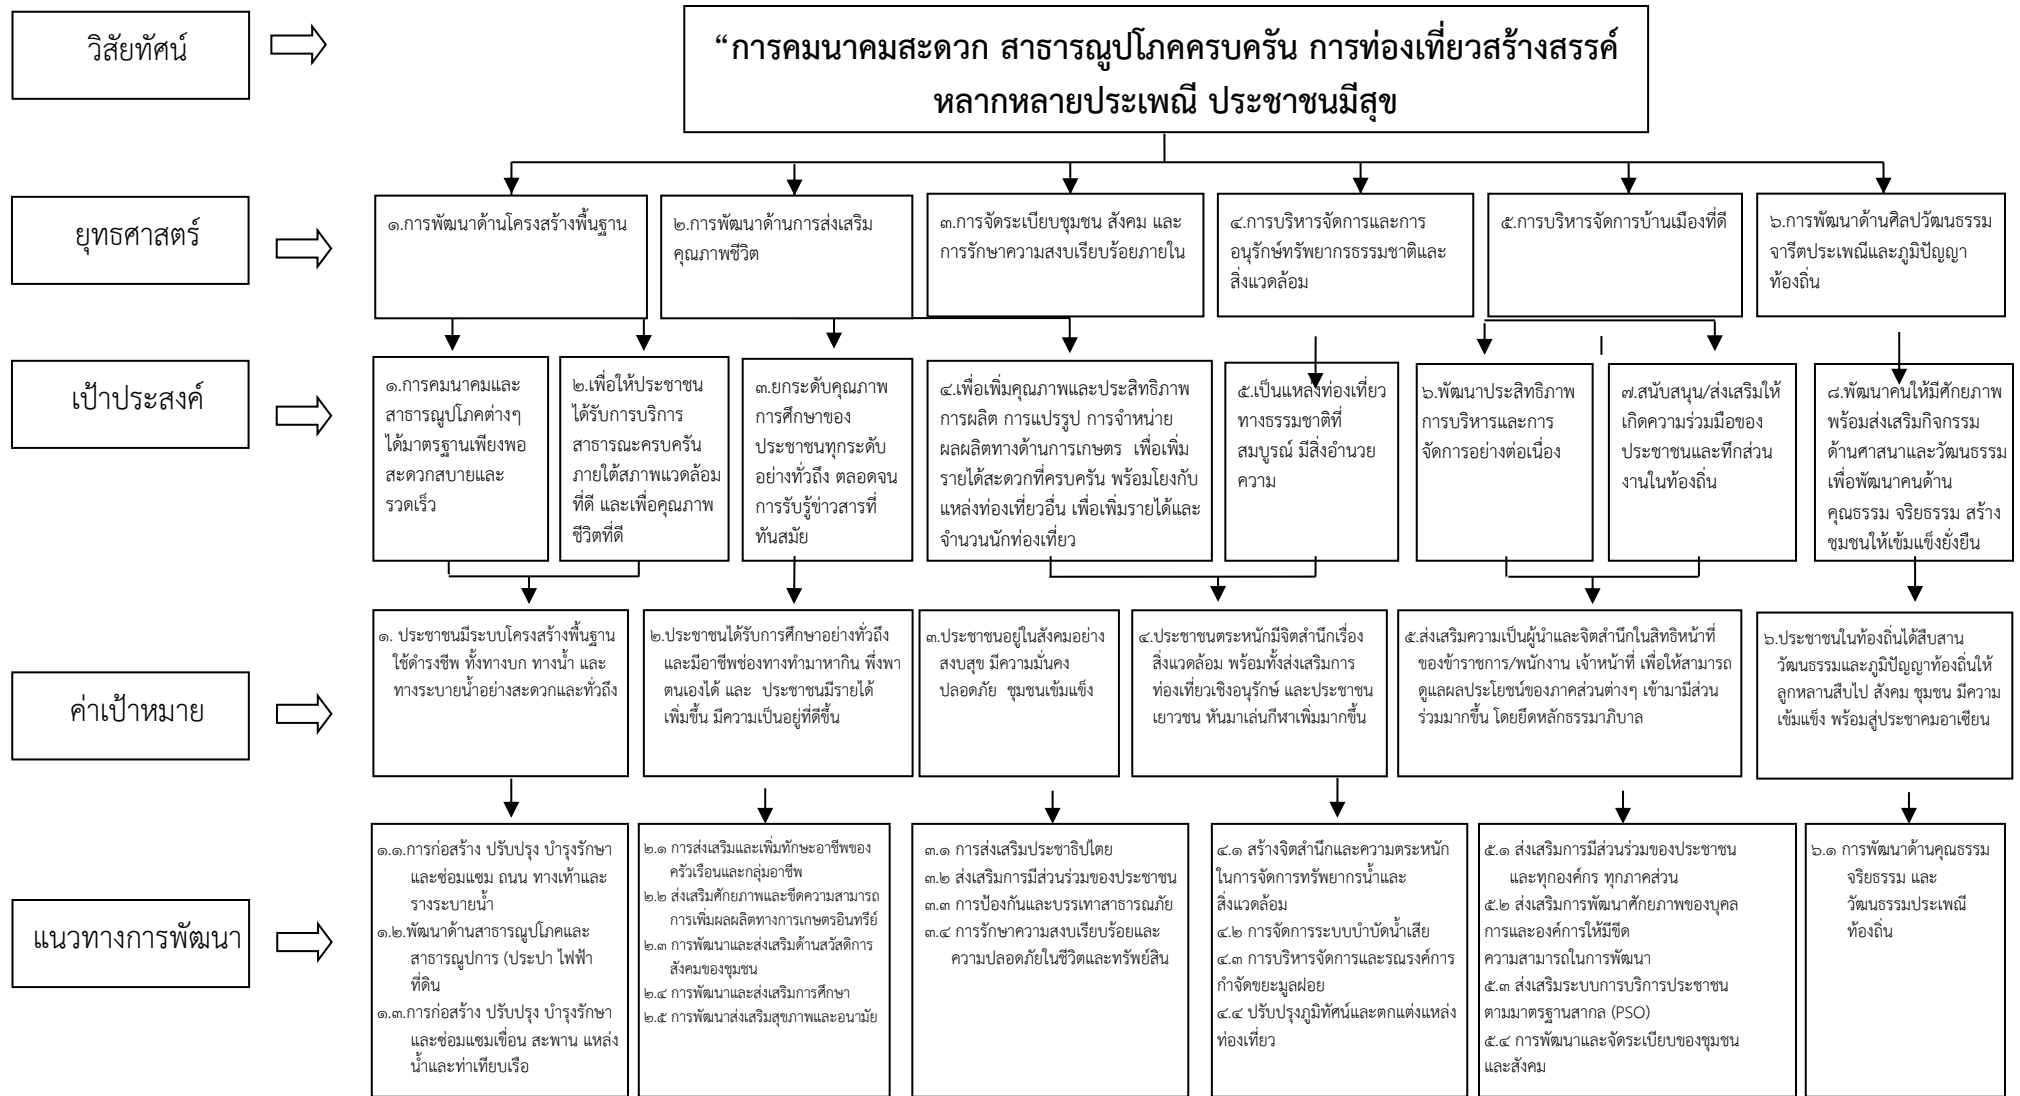 วิสัยทัศน์
“การคมนาคมสะดวก สาธารณูปโภคครบครัน การท่องเที่ยวสร้างสรรค์
หลากหลายประเพณี ประชาชนมีสุข
ยุทธศาสตร์
๑.การพัฒนาด้านโครงสร้างพื้นฐาน
๒.การพัฒนาด้านการส่งเสริม
คุณภาพชีวิต
๓.การจัดระเบียบชุมชน สังคม และ
การรักษาความสงบเรียบร้อยภายใน
๔.การบริหารจัดการและการ
อนุรักษ์ทรัพยากรธรรมชาติและ
สิ่งแวดล้อม
๕.การบริหารจัดการบ้านเมืองที่ดี
๖.การพัฒนาด้านศิลปวัฒนธรรม
จารีตประเพณีและภูมิปัญญา
ท้องถิ่น
เป้าประสงค์
๑.การคมนาคมและ
สาธารณูปโภคต่างๆ
ได้มาตรฐานเพียงพอ
สะดวกสบายและ
รวดเร็ว
๒.เพื่อให้ประชาชน
ได้รับการบริการ
สาธารณะครบครัน
ภายใต้สภาพแวดล้อม
ที่ดี และเพื่อคุณภาพ
ชีวิตที่ดี
๓.ยกระดับคุณภาพ
การศึกษาของ
ประชาชนทุกระดับ
อย่างทั่วถึง ตลอดจน
การรับรู้ข่าวสารที่
ทันสมัย
๔.เพื่อเพิ่มคุณภาพและประสิทธิภาพ
การผลิต การแปรรูป การจำหน่าย
ผลผลิตทางด้านการเกษตร เพื่อเพิ่ม
รายได้สะดวกที่ครบครัน พร้อมโยงกับ
แหล่งท่องเที่ยวอื่น เพื่อเพิ่มรายได้และ
จำนวนนักท่องเที่ยว
๕.เป็นแหล่งท่องเที่ยว
ทางธรรมชาติที่
สมบูรณ์ มีสิ่งอำนวย
ความ
๖.พัฒนาประสิทธิภาพ
การบริหารและการ
จัดการอย่างต่อเนื่อง
๗.สนับสนุน/ส่งเสริมให้
เกิดความร่วมมือของ
ประชาชนและทึกส่วน
งานในท้องถิ่น
๘.พัฒนาคนให้มีศักยภาพ
พร้อมส่งเสริมกิจกรรม
ด้านศาสนาและวัฒนธรรม
เพื่อพัฒนาคนด้าน
คุณธรรม จริยธรรม สร้าง
ชุมชนให้เข้มแข็งยั่งยืน
ค่าเป้าหมาย
๑. ประชาชนมีระบบโครงสร้างพื้นฐาน
ใช้ดำรงชีพ ทั้งทางบก ทางน้ำ และ
ทางระบายน้ำอย่างสะดวกและทั่วถึง
๒.ประชาชนได้รับการศึกษาอย่างทั่วถึง
และมีอาชีพช่องทางทำมาหากิน พึ่งพา
ตนเองได้ และ ประชาชนมีรายได้
เพิ่มขึ้น มีความเป็นอยู่ที่ดีขึ้น
๓.ประชาชนอยู่ในสังคมอย่าง
สงบสุข มีความมั่นคง
ปลอดภัย ชุมชนเข้มแข็ง
๔.ประชาชนตระหนักมีจิตสำนึกเรื่อง
สิ่งแวดล้อม พร้อมทั้งส่งเสริมการ
ท่องเที่ยวเชิงอนุรักษ์ และประชาชน
เยาวชน หันมาเล่นกีฬาเพิ่มมากขึ้น
๕.ส่งเสริมความเป็นผู้นำและจิตสำนึกในสิทธิหน้าที่
ของข้าราชการ/พนักงาน เจ้าหน้าที่ เพื่อให้สามารถ
ดูแลผลประโยชน์ของภาคส่วนต่างๆ เข้ามามีส่วน
ร่วมมากขึ้น โดยยึดหลักธรรมาภิบาล
๖.ประชาชนในท้องถิ่นได้สืบสาน
วัฒนธรรมและภูมิปัญญาท้องถิ่นให้
ลูกหลานสืบไป สังคม ชุมชน มีความ
เข้มแข็ง พร้อมสู่ประชาคมอาเซียน
แนวทางการพัฒนา
๑.๑.การก่อสร้าง ปรับปรุง บำรุงรักษา
และซ่อมแซม ถนน ทางเท้าและ
รางระบายน้ำ
๑.๒.พัฒนาด้านสาธารณูปโภคและ
สาธารณูปการ (ประปา ไฟฟ้า
ที่ดิน
๑.๓.การก่อสร้าง ปรับปรุง บำรุงรักษา
และซ่อมแซมเขื่อน สะพาน แหล่ง
น้ำและท่าเทียบเรือ
๒.๑ การส่งเสริมและเพิ่มทักษะอาชีพของ
ครัวเรือนและกลุ่มอาชีพ
๒.๒ ส่งเสริมศักยภาพและขีดความสามารถ
การเพิ่มผลผลิตทางการเกษตรอินทรีย์
๒.๓ การพัฒนาและส่งเสริมด้านสวัสดิการ
สังคมของชุมชน
๒.๔ การพัฒนาและส่งเสริมการศึกษา
๒.๕ การพัฒนาส่งเสริมสุขภาพและอนามัย
๓.๑ การส่งเสริมประชาธิปไตย
๓.๒ ส่งเสริมการมีส่วนร่วมของประชาชน
๓.๓ การป้องกันและบรรเทาสาธารณภัย
๓.๔ การรักษาความสงบเรียบร้อยและ
ความปลอดภัยในชีวิตและทรัพย์สิน
๔.๑ สร้างจิตสำนึกและความตระหนัก
ในการจัดการทรัพยากรน้ำและ
สิ่งแวดล้อม
๔.๒ การจัดการระบบบำบัดน้ำเสีย
๔.๓ การบริหารจัดการและรณรงค์การ
กำจัดขยะมูลฝอย
๔.๔ ปรับปรุงภูมิทัศน์และตกแต่งแหล่ง
ท่องเที่ยว
๕.๑ ส่งเสริมการมีส่วนร่วมของประชาชน
และทุกองค์กร ทุกภาคส่วน
๕.๒ ส่งเสริมการพัฒนาศักยภาพของบุคล
การและองค์การให้มีขีด
ความสามารถในการพัฒนา
๕.๓ ส่งเสริมระบบการบริการประชาชน
ตามมาตรฐานสากล (PSO)
๕.๔ การพัฒนาและจัดระเบียบของชุมชน
และสังคม
๖.๑ การพัฒนาด้านคุณธรรม
จริยธรรม และ
วัฒนธรรมประเพณี
ท้องถิ่น